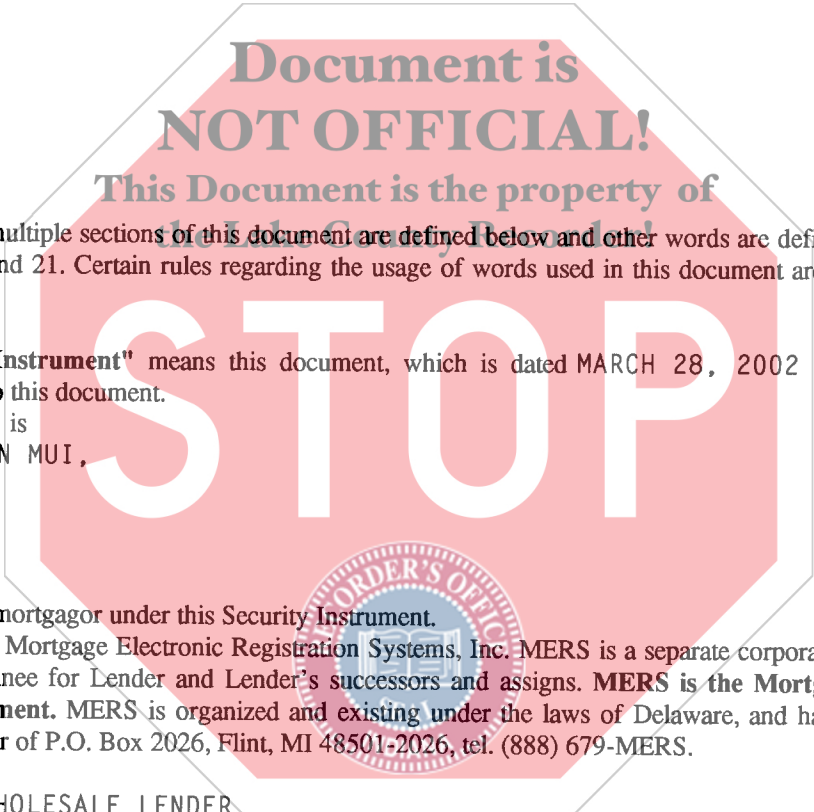 Document is
NOT OFFICIAL!
This Document is the property of
the Lake County Recorder!
ultiple sections of this document are defined below and other words are defi
nd 21. Certain rules regarding the usage of words used in this document are
STOP
Instrument" means this document, which is dated MARCH 28, 2002
this document.
is
N MUI,
RECORDER'S OFFICE
mortgagor under this Security Instrument.
Mortgage Electronic Registration Systems, Inc. MERS is a separate corpora
nee for Lender and Lender's successors and assigns. MERS is the Mortg
ment. MERS is organized and existing under the laws of Delaware, and ha
r of P.O. Box 2026, Flint, MI 48501-2026, tel. (888) 679-MERS.
SEAL
HOLESALE LENDER